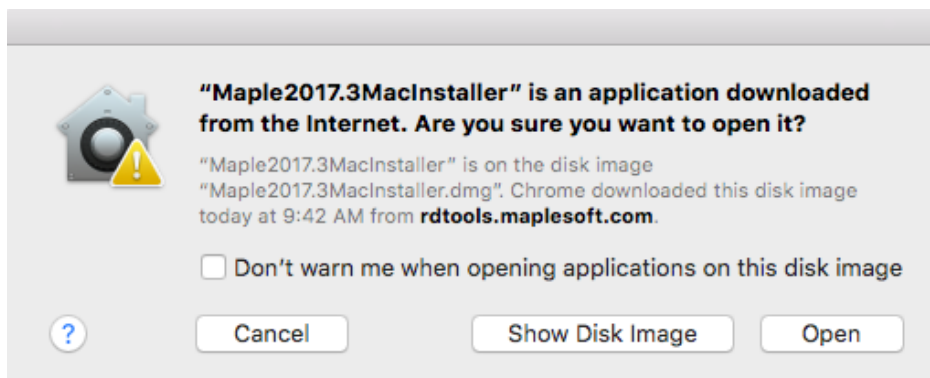 “Maple2017.3MacInstaller” is an application downloaded
from the Internet. Are you sure you want to open it?
“Maple2017.3MacInstaller” is on the disk image
“Maple2017.3MacInstaller.dmg”. Chrome downloaded this disk image
today at 9:42 AM from rdtools.maplesoft.com.
Don’t warn me when opening applications on this disk image
? Cancel Show Disk Image Open